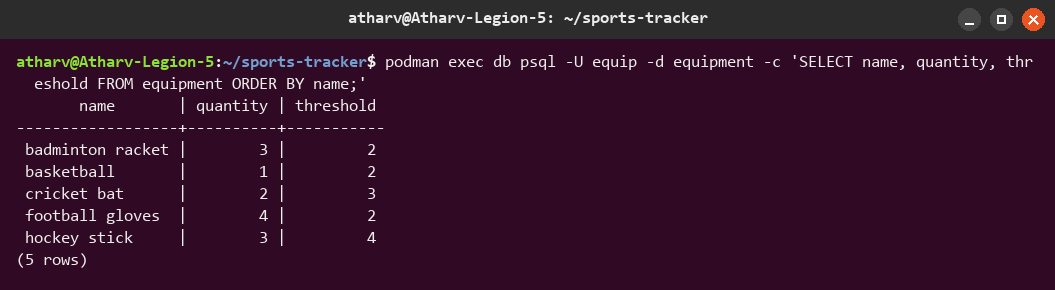 atharv@Atharv-Legion-5: ~/sports-tracker
atharv@Atharv-Legion-5:~/sports-tracker$ podman exec db psql -U equip -d equipment -c 'SELECT name, quantity, thr
eshold FROM equipment ORDER BY name;'
       name       | quantity | threshold
------------------+----------+-----------
 badminton racket |        3 |         2
 basketball       |        1 |         2
 cricket bat      |        2 |         3
 football gloves  |        4 |         2
 hockey stick     |        3 |         4
(5 rows)